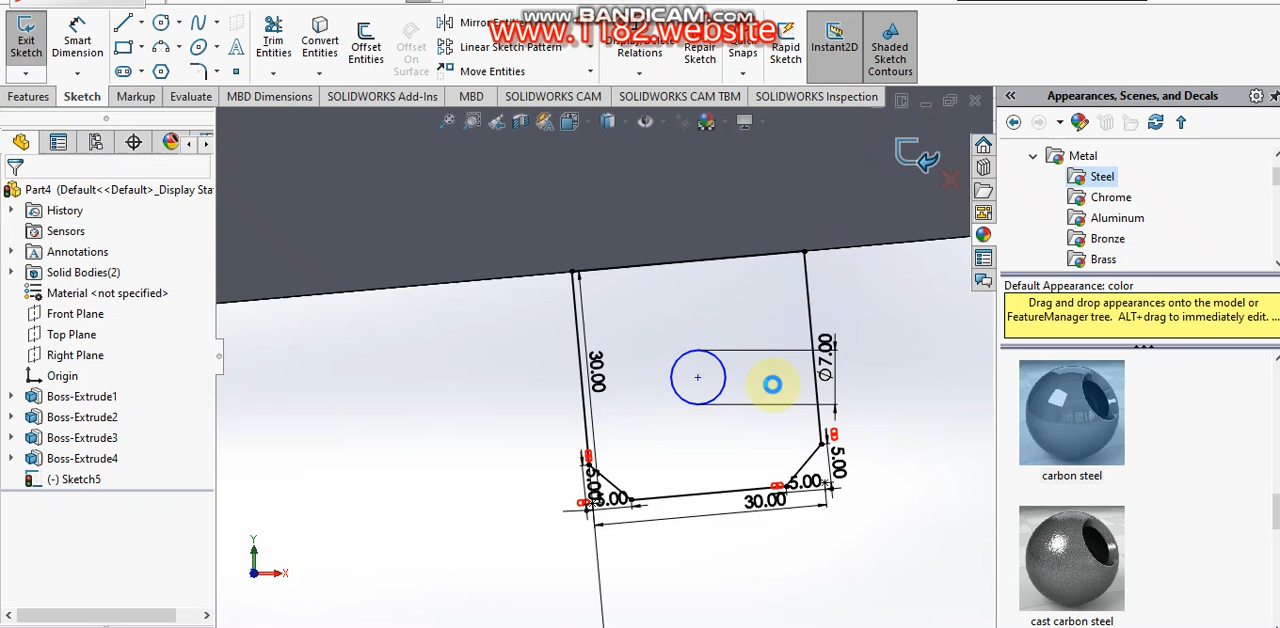 www.BANDICAM.com
www.1182.website
Exit Sketch
Smart Dimension
Trim Entities
Convert Entities
Offset Entities
Offset On Surface
Mirror Entities
Linear Sketch Pattern
Move Entities
Display/Delete Relations
Repair Sketch
Quick Snaps
Rapid Sketch
Instant2D
Shaded Sketch Contours
Features
Sketch
Markup
Evaluate
MBD Dimensions
SOLIDWORKS Add-Ins
MBD
SOLIDWORKS CAM
SOLIDWORKS CAM TBM
SOLIDWORKS Inspection
Part4 (Default<<Default>_Display Sta
History
Sensors
Annotations
Solid Bodies(2)
Material <not specified>
Front Plane
Top Plane
Right Plane
Origin
Boss-Extrude1
Boss-Extrude2
Boss-Extrude3
Boss-Extrude4
(-) Sketch5
30.00
∅ 7.00
5.00
5.00
5.00
5.00
30.00
Y
X
Appearances, Scenes, and Decals
Metal
Steel
Chrome
Aluminum
Bronze
Brass
Default Appearance: color
Drag and drop appearances onto the model or
FeatureManager tree. ALT+drag to immediately edit. ...
carbon steel
cast carbon steel